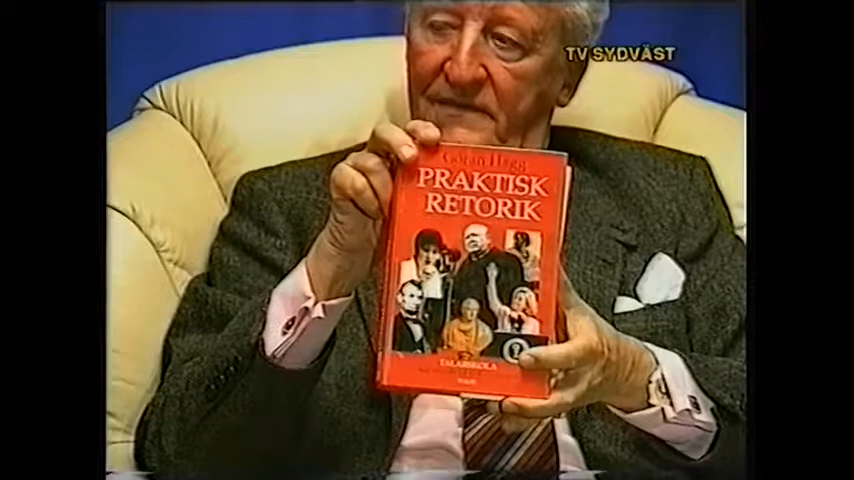 TV SYDVÄST
Göran Hägg
PRAKTISK
RETORIK
TALARSKOLA